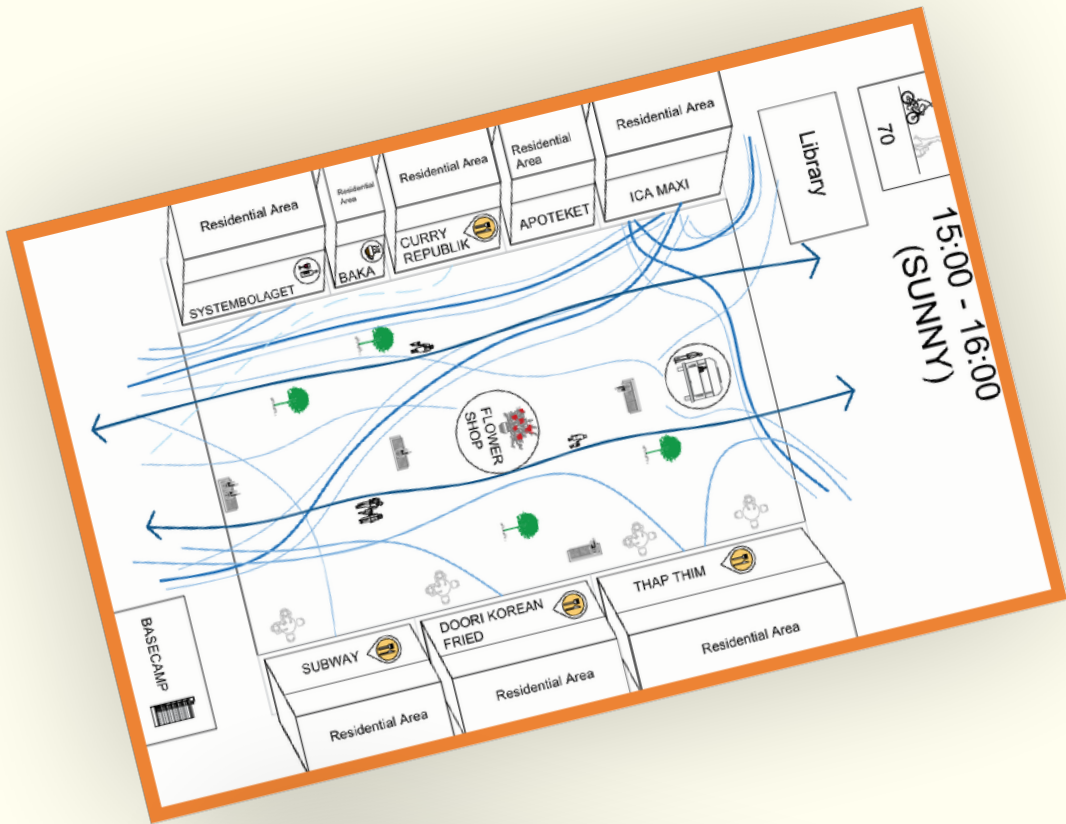 Residential Area
SYSTEMBOLAGET
Residential
Area
BAKA
Residential Area
CURRY
REPUBLIK
Residential
Area
APOTEKET
Residential Area
ICA MAXI
Library
70
15:00 - 16:00
(SUNNY)
FLOWER
SHOP
BASECAMP
SUBWAY
Residential Area
DOORI KOREAN
FRIED
Residential Area
THAP THIM
Residential Area